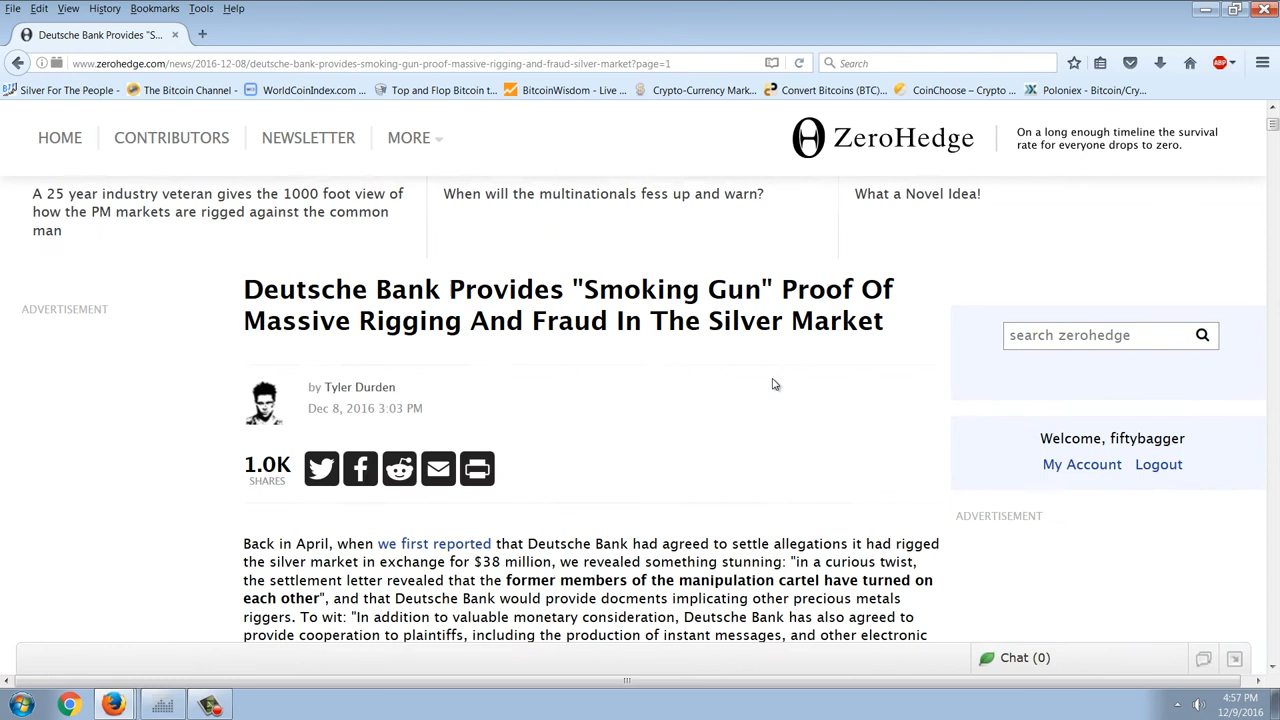 File Edit View History Bookmarks Tools Help
Deutsche Bank Provides "S...
www.zerohedge.com/news/2016-12-08/deutsche-bank-provides-smoking-gun-proof-massive-rigging-and-fraud-silver-market?page=1
Search
ABP
Silver For The People -
The Bitcoin Channel -
WorldCoinIndex.com ...
Top and Flop Bitcoin t...
BitcoinWisdom - Live ...
Crypto-Currency Mark...
Convert Bitcoins (BTC)...
CoinChoose – Crypto ...
Poloniex - Bitcoin/Cry...
HOME
CONTRIBUTORS
NEWSLETTER
MORE
ZeroHedge
On a long enough timeline the survival
rate for everyone drops to zero.
A 25 year industry veteran gives the 1000 foot view of
how the PM markets are rigged against the common
man
When will the multinationals fess up and warn?
What a Novel Idea!
Deutsche Bank Provides "Smoking Gun" Proof Of
Massive Rigging And Fraud In The Silver Market
ADVERTISEMENT
search zerohedge
by Tyler Durden
Dec 8, 2016 3:03 PM
Welcome, fiftybagger
My Account Logout
1.0K
SHARES
ADVERTISEMENT
Back in April, when we first reported that Deutsche Bank had agreed to settle allegations it had rigged
the silver market in exchange for $38 million, we revealed something stunning: "in a curious twist,
the settlement letter revealed that the former members of the manipulation cartel have turned on
each other", and that Deutsche Bank would provide docments implicating other precious metals
riggers. To wit: "In addition to valuable monetary consideration, Deutsche Bank has also agreed to
provide cooperation to plaintiffs, including the production of instant messages, and other electronic
Chat (0)
4:57 PM
12/9/2016